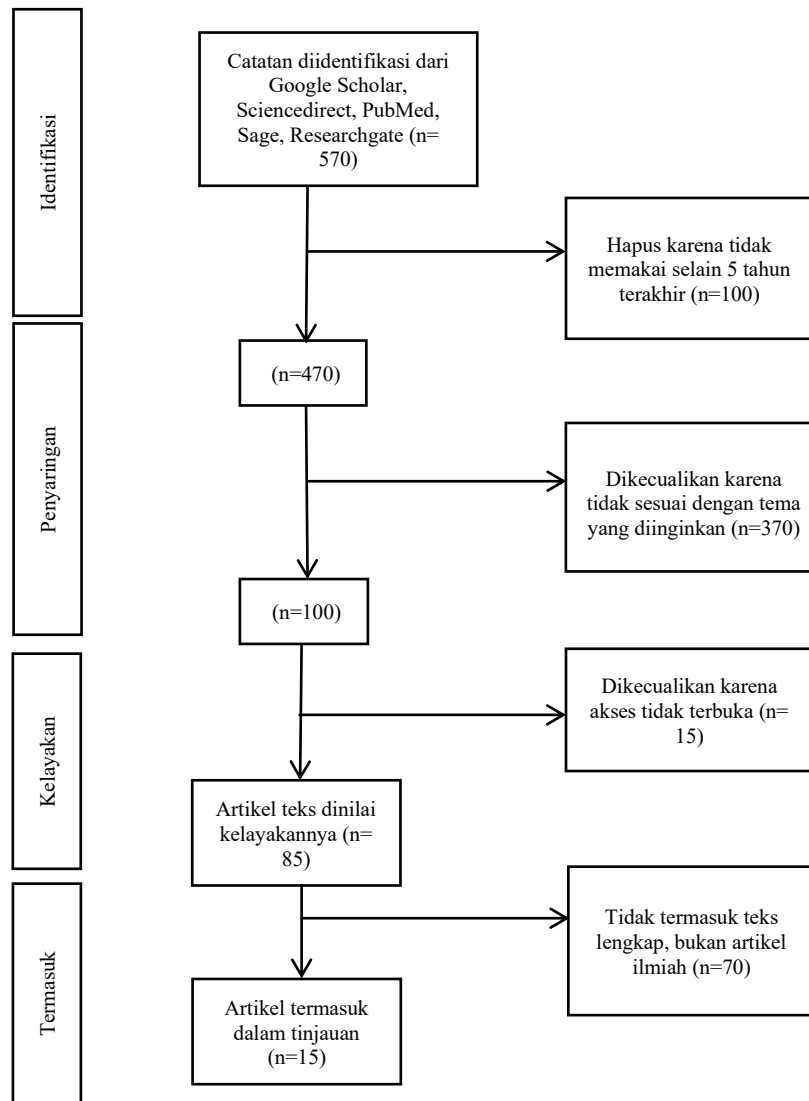 Identifikasi
Catatan diidentifikasi dari
Google Scholar,
Sciencedirect, PubMed,
Sage, Researchgate (n=
570)
Hapus karena tidak
memakai selain 5 tahun
terakhir (n=100)
Penyaringan
(n=470)
Dikecualikan karena
tidak sesuai dengan tema
yang diinginkan (n=370)
(n=100)
Kelayakan
Dikecualikan karena
akses tidak terbuka (n=
15)
Artikel teks dinilai
kelayakannya (n=
85)
Termasuk
Tidak termasuk teks
lengkap, bukan artikel
ilmiah (n=70)
Artikel termasuk
dalam tinjauan
(n=15)